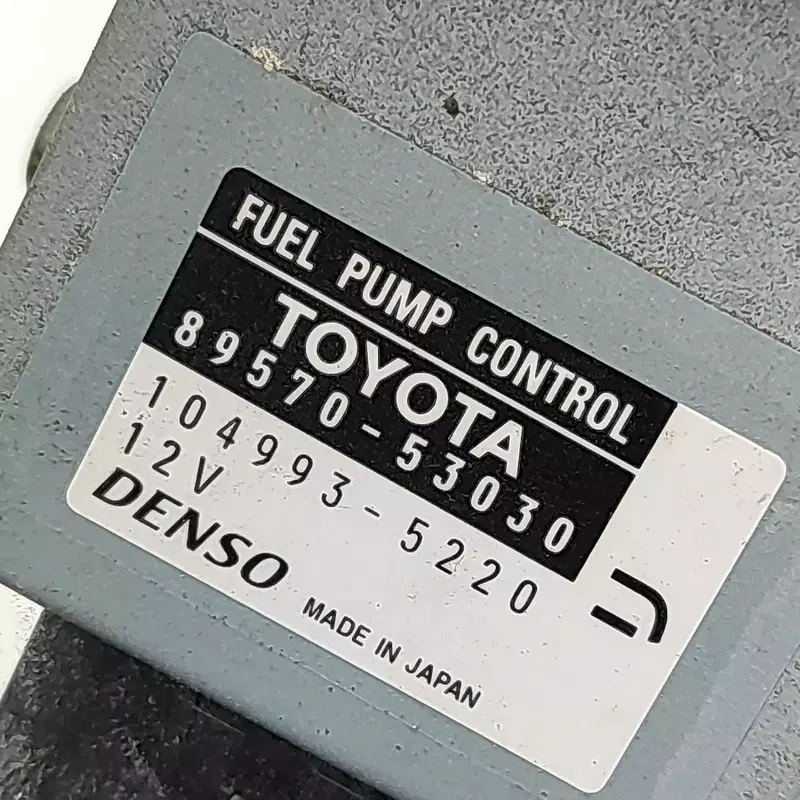 FUEL PUMP CONTROL
TOYOTA
89570-53030
104993-5220
12V
DENSO
MADE IN JAPAN